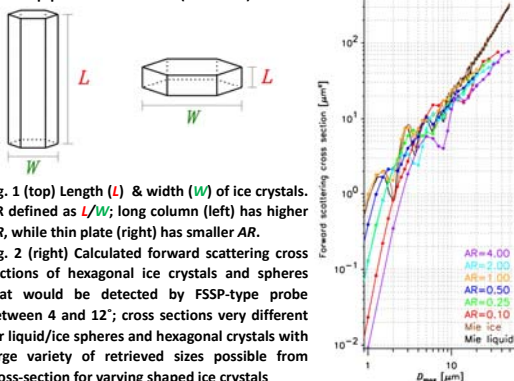 L
W
L
W
g. 1 (top) Length (L) & width (W) of ice crystals.
R defined as L/W; long column (left) has higher
R, while thin plate (right) has smaller AR.
g. 2 (right) Calculated forward scattering cross
ctions of hexagonal ice crystals and spheres
at would be detected by FSSP-type probe
etween 4 and 12°; cross sections very different
r liquid/ice spheres and hexagonal crystals with
rge variety of retrieved sizes possible from
oss-section for varying shaped ice crystals
Forward scattering cross section [μm²]
10²
10¹
10⁰
10⁻¹
10⁻²
AR=4.00
AR=2.00
AR=1.00
AR=0.50
AR=0.25
AR=0.10
Mie ice
Mie liquid
1
10
[μm]